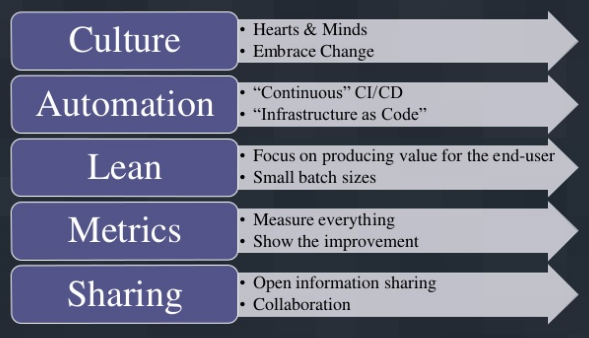 Culture
• Hearts & Minds
• Embrace Change
Automation
• “Continuous” CI/CD
• “Infrastructure as Code”
Lean
• Focus on producing value for the end-user
• Small batch sizes
Metrics
• Measure everything
• Show the improvement
Sharing
• Open information sharing
• Collaboration